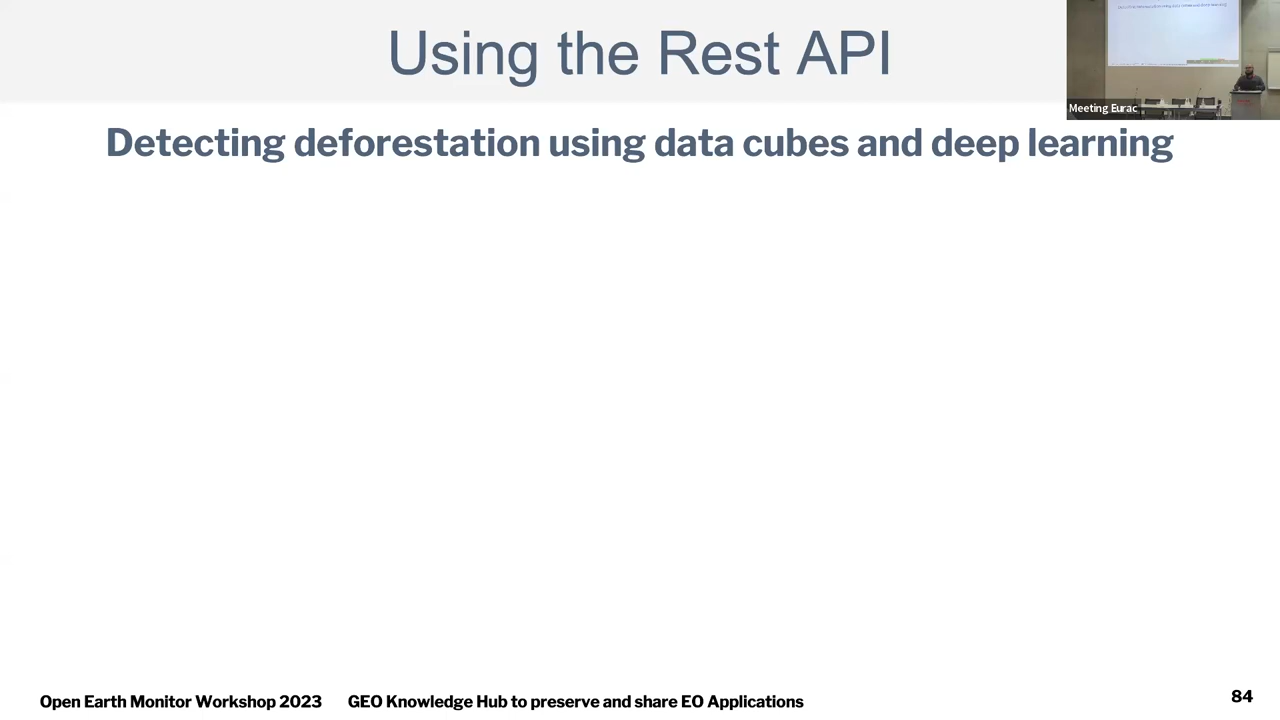 Using the Rest API
Meeting Eurac
Detecting deforestation using data cubes and deep learning
Open Earth Monitor Workshop 2023 GEO Knowledge Hub to preserve and share EO Applications
84